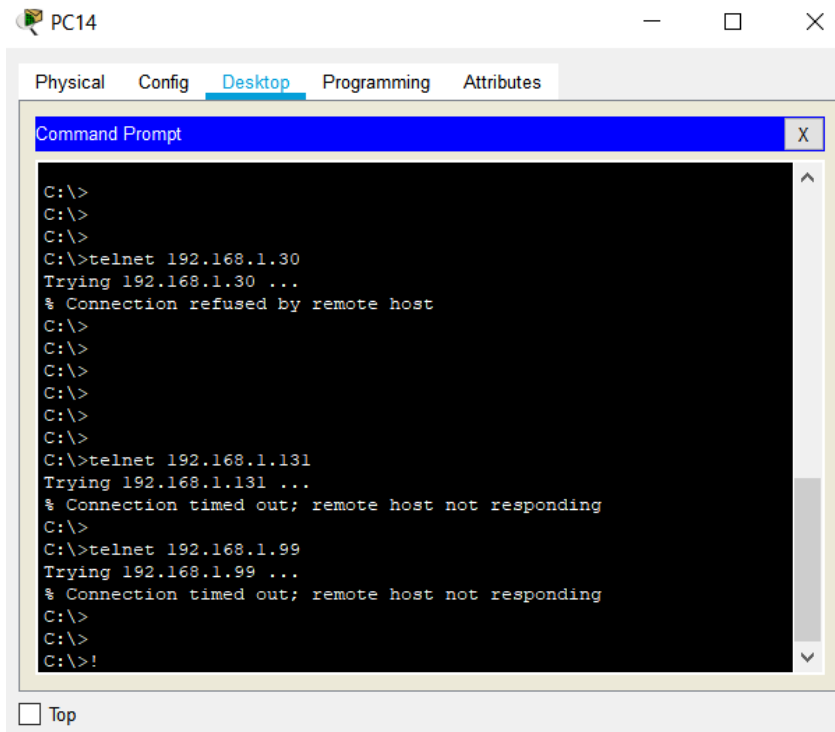 PC14
Physical Config Desktop Programming Attributes
Command Prompt X
C:\>
C:\>
C:\>
C:\>telnet 192.168.1.30
Trying 192.168.1.30 ...
% Connection refused by remote host
C:\>
C:\>
C:\>
C:\>
C:\>
C:\>
C:\>telnet 192.168.1.131
Trying 192.168.1.131 ...
% Connection timed out; remote host not responding
C:\>
C:\>telnet 192.168.1.99
Trying 192.168.1.99 ...
% Connection timed out; remote host not responding
C:\>
C:\>
C:\>!
Top